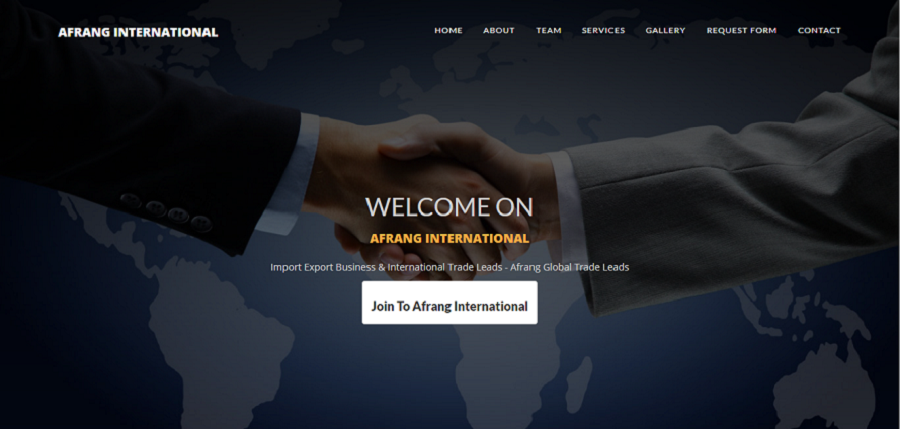 AFRANG INTERNATIONAL
HOME ABOUT TEAM SERVICES GALLERY REQUEST FORM CONTACT
WELCOME ON
AFRANG INTERNATIONAL
Import Export Business & International Trade Leads - Afrang Global Trade Leads
Join To Afrang International